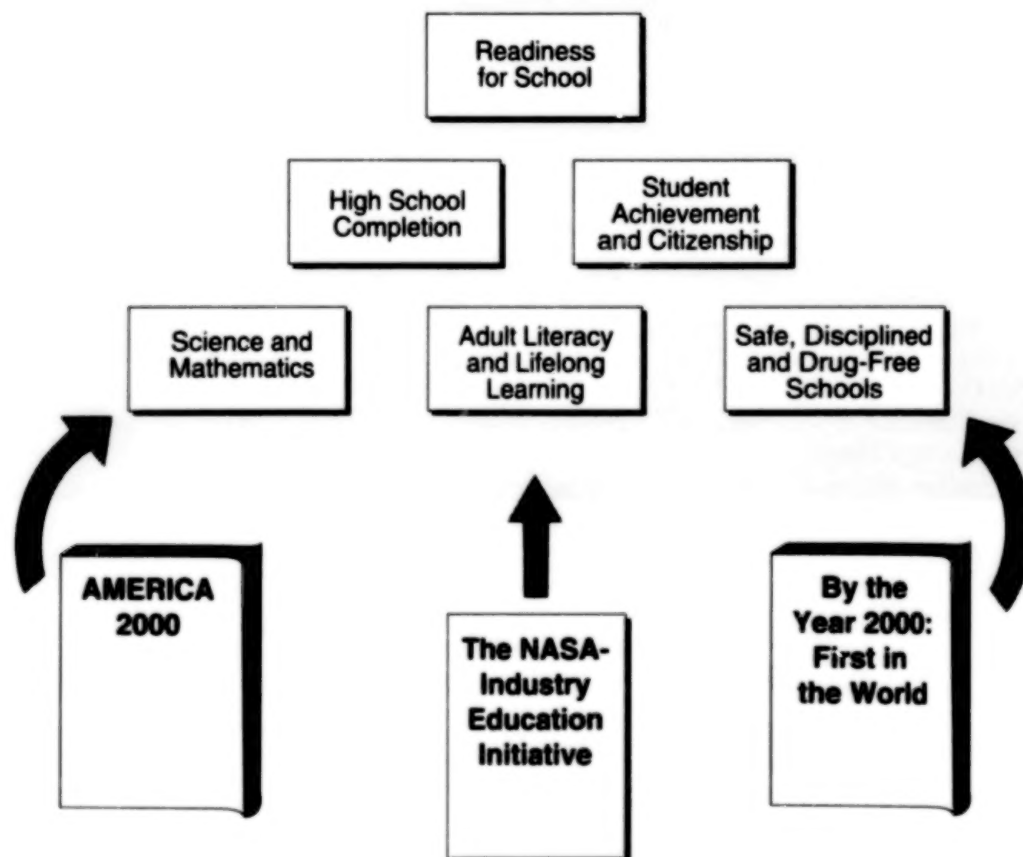 Readiness
for School
High School
Completion
Student
Achievement
and Citizenship
Science and
Mathematics
Adult Literacy
and Lifelong
Learning
Safe, Disciplined
and Drug-Free
Schools
AMERICA
2000
The NASA-
Industry
Education
Initiative
By the
Year 2000:
First in
the World